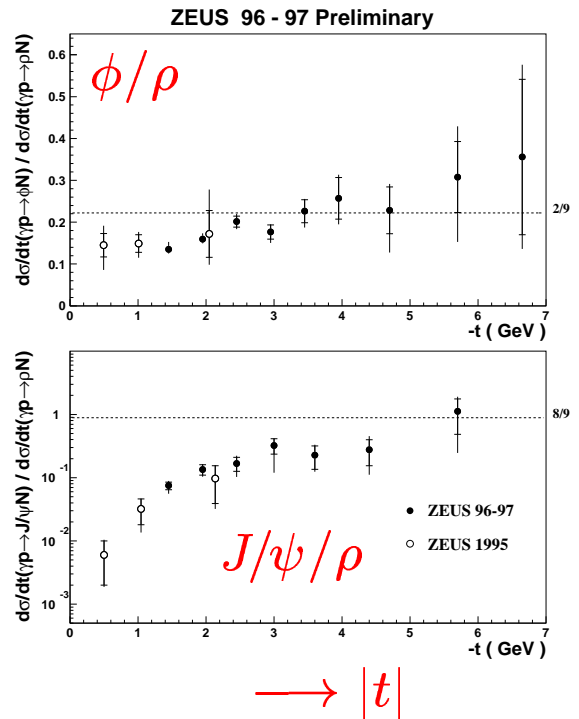 ZEUS 96 - 97 Preliminary
ϕ/ρ
dσ/dt(γp→ϕN) / dσ/dt(γp→ρN)
0.6
0.5
0.4
0.3
0.2
0.1
0
2/9
0 1 2 3 4 5 6 7
-t ( GeV )
dσ/dt(γp→J/ψN) / dσ/dt(γp→ρN)
1
10^-1
10^-2
10^-3
8/9
ZEUS 96-97
ZEUS 1995
J/ψ/ρ
0 1 2 3 4 5 6 7
-t ( GeV )
⟶ |t|